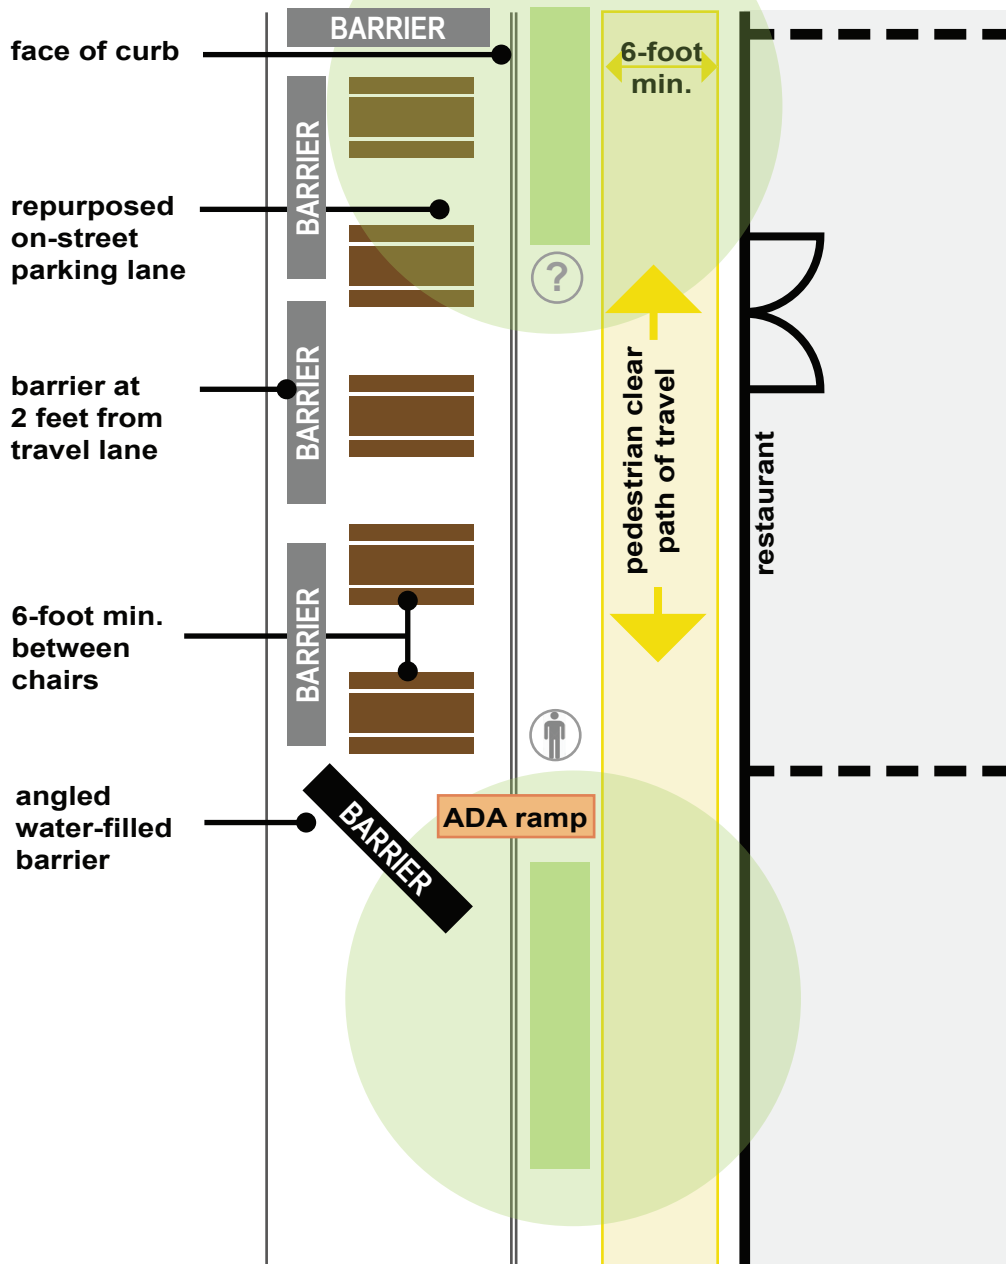 BARRIER
face of curb
6-foot
min.
BARRIER
repurposed
on-street
parking lane
?
barrier at
2 feet from
travel lane
BARRIER
pedestrian clear
path of travel
restaurant
6-foot min.
between
chairs
BARRIER
angled
water-filled
barrier
BARRIER
ADA ramp